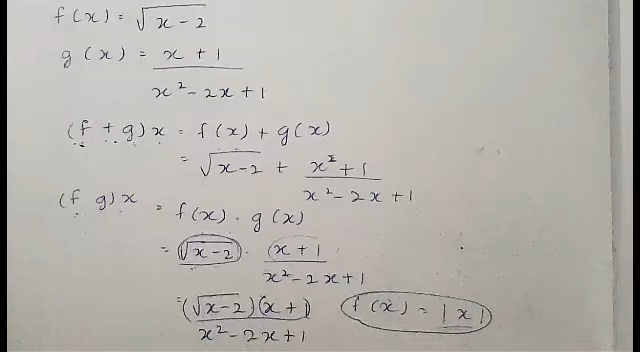 f(x) = √(x - 2)
g(x) = (x + 1) / (x² - 2x + 1)
(f + g)x = f(x) + g(x)
= √(x-2) + (x² + 1) / (x² - 2x + 1)
(f g)x = f(x) . g(x)
= √(x-2) . (x + 1) / (x² - 2x + 1)
= (√(x-2))(x + 1) / (x² - 2x + 1) f(x) = |x|